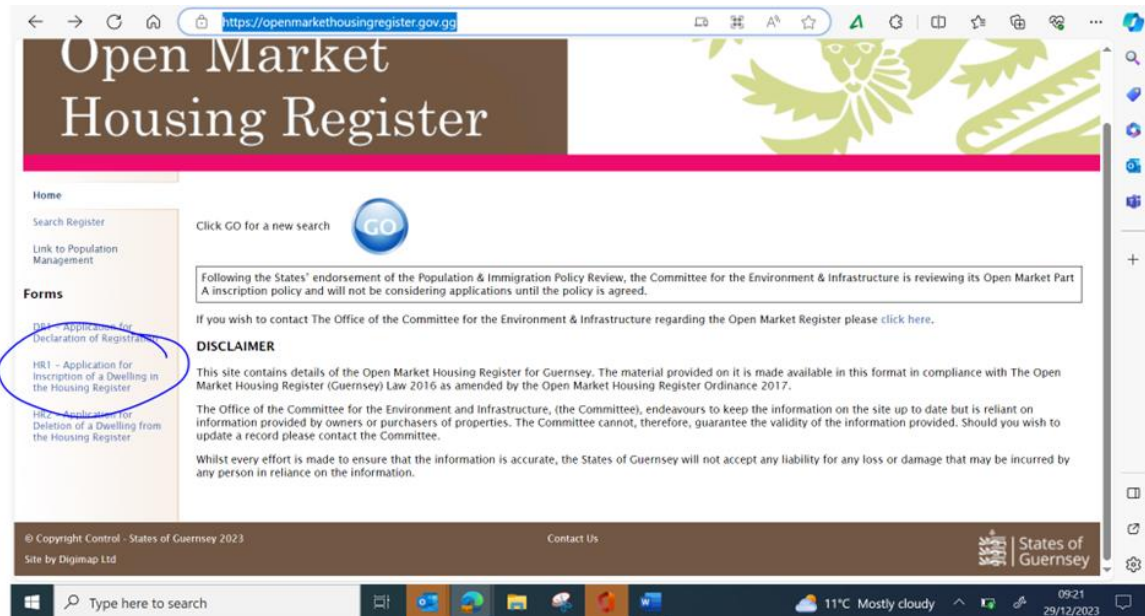 https://openmarkethousingregister.gov.gg
Open Market
Housing Register
Home
Search Register
Link to Population
Management
Forms
DR1 - Application for
Declaration of Registration
HR1 - Application for
Inscription of a Dwelling in
the Housing Register
HR2 - Application for
Deletion of a Dwelling from
the Housing Register
Click GO for a new search
GO
Following the States' endorsement of the Population & Immigration Policy Review, the Committee for the Environment & Infrastructure is reviewing its Open Market Part
A inscription policy and will not be considering applications until the policy is agreed.
If you wish to contact The Office of the Committee for the Environment & Infrastructure regarding the Open Market Register please click here.
DISCLAIMER
This site contains details of the Open Market Housing Register for Guernsey. The material provided on it is made available in this format in compliance with The Open
Market Housing Register (Guernsey) Law 2016 as amended by the Open Market Housing Register Ordinance 2017.
The Office of the Committee for the Environment and Infrastructure, (the Committee), endeavours to keep the information on the site up to date but is reliant on
information provided by owners or purchasers of properties. The Committee cannot, therefore, guarantee the validity of the information provided. Should you wish to
update a record please contact the Committee.
Whilst every effort is made to ensure that the information is accurate, the States of Guernsey will not accept any liability for any loss or damage that may be incurred by
any person in reliance on the information.
© Copyright Control - States of Guernsey 2023
Site by Digimap Ltd
Contact Us
States of
Guernsey
Type here to search
11°C Mostly cloudy
09:21
29/12/2023